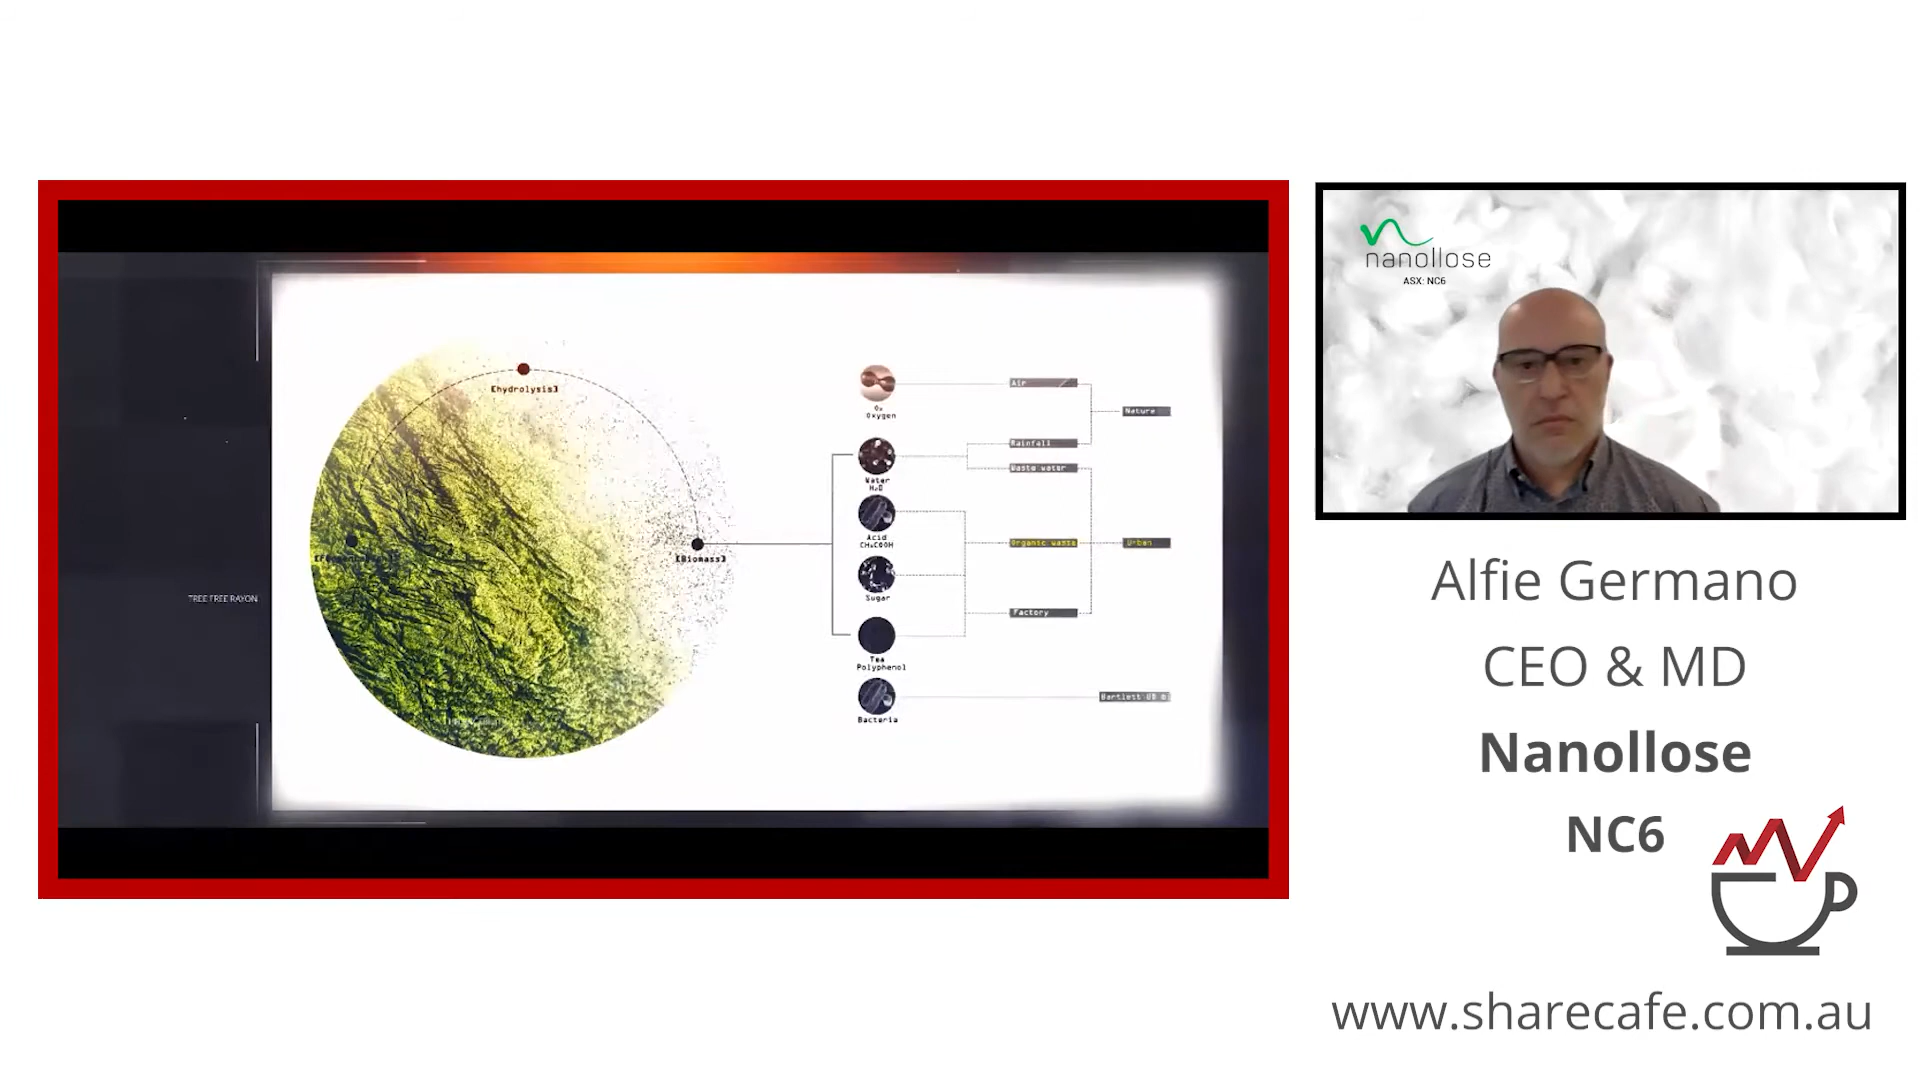 TREE FREE RAYON
[hydrolysis]
[Biomass]
O₂
Oxygen
Water
H₂O
Acid
CH₃COOH
Sugar
Tea
Polyphenol
Bacteria
Air
Rainfall
Waste water
Organic waste
Factory
Nature
Urban
nanollose
ASX: NC6
Alfie Germano
CEO & MD
Nanollose
NC6
www.sharecafe.com.au